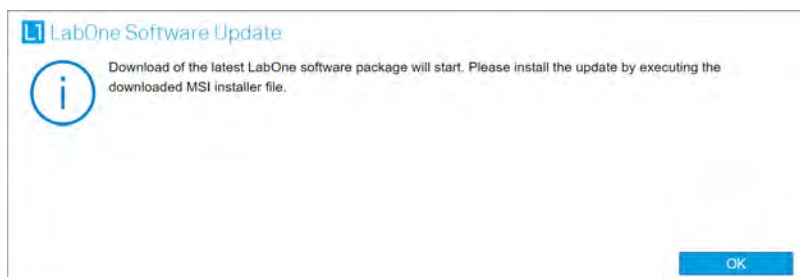 L1 LabOne Software Update
Download of the latest LabOne software package will start. Please install the update by executing the
downloaded MSI installer file.
i
OK